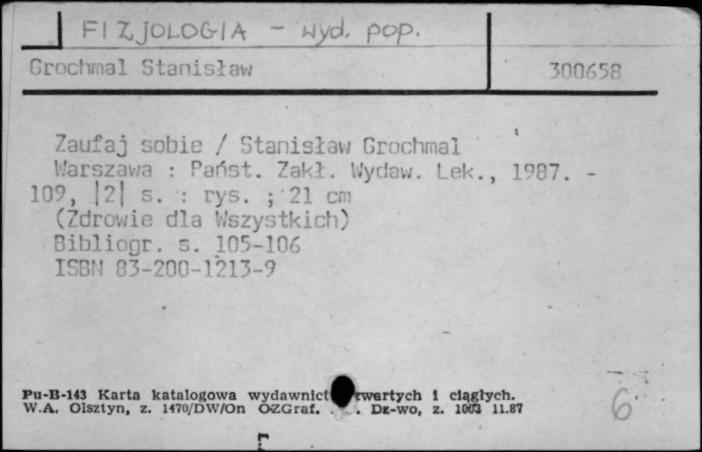 FIZJOLOGIA - wyd. pop.
Grochmal Stanisław 300658
Zaufaj sobie / Stanisław Grochmal
Warszawa : Państ. Zakł. Wydaw. Lek., 1987. -
109, |2| s. : rys. ; 21 cm
(Zdrowie dla Wszystkich)
Bibliogr. s. 105-106
ISBN 83-200-1213-9
Pu-B-143 Karta katalogowa wydawnict zwartych i ciągłych.
W.A. Olsztyn, z. 1470/DW/On OZGraf. Dz-wo, z. 1003 11.87
6